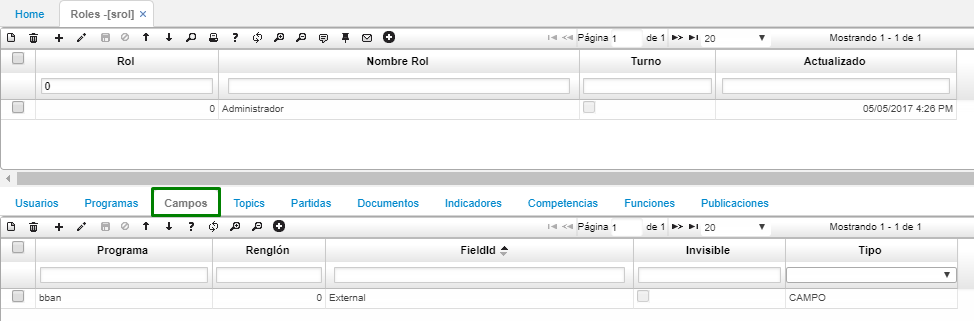 Home Roles -[srol] ×
Página 1 de 1 20 Mostrando 1 - 1 de 1
Rol Nombre Rol Turno Actualizado
0
0 Administrador 05/05/2017 4:26 PM
Usuarios Programas Campos Topics Partidas Documentos Indicadores Competencias Funciones Publicaciones
Página 1 de 1 20 Mostrando 1 - 1 de 1
Programa Renglón FieldId Invisible Tipo
bban 0 External CAMPO